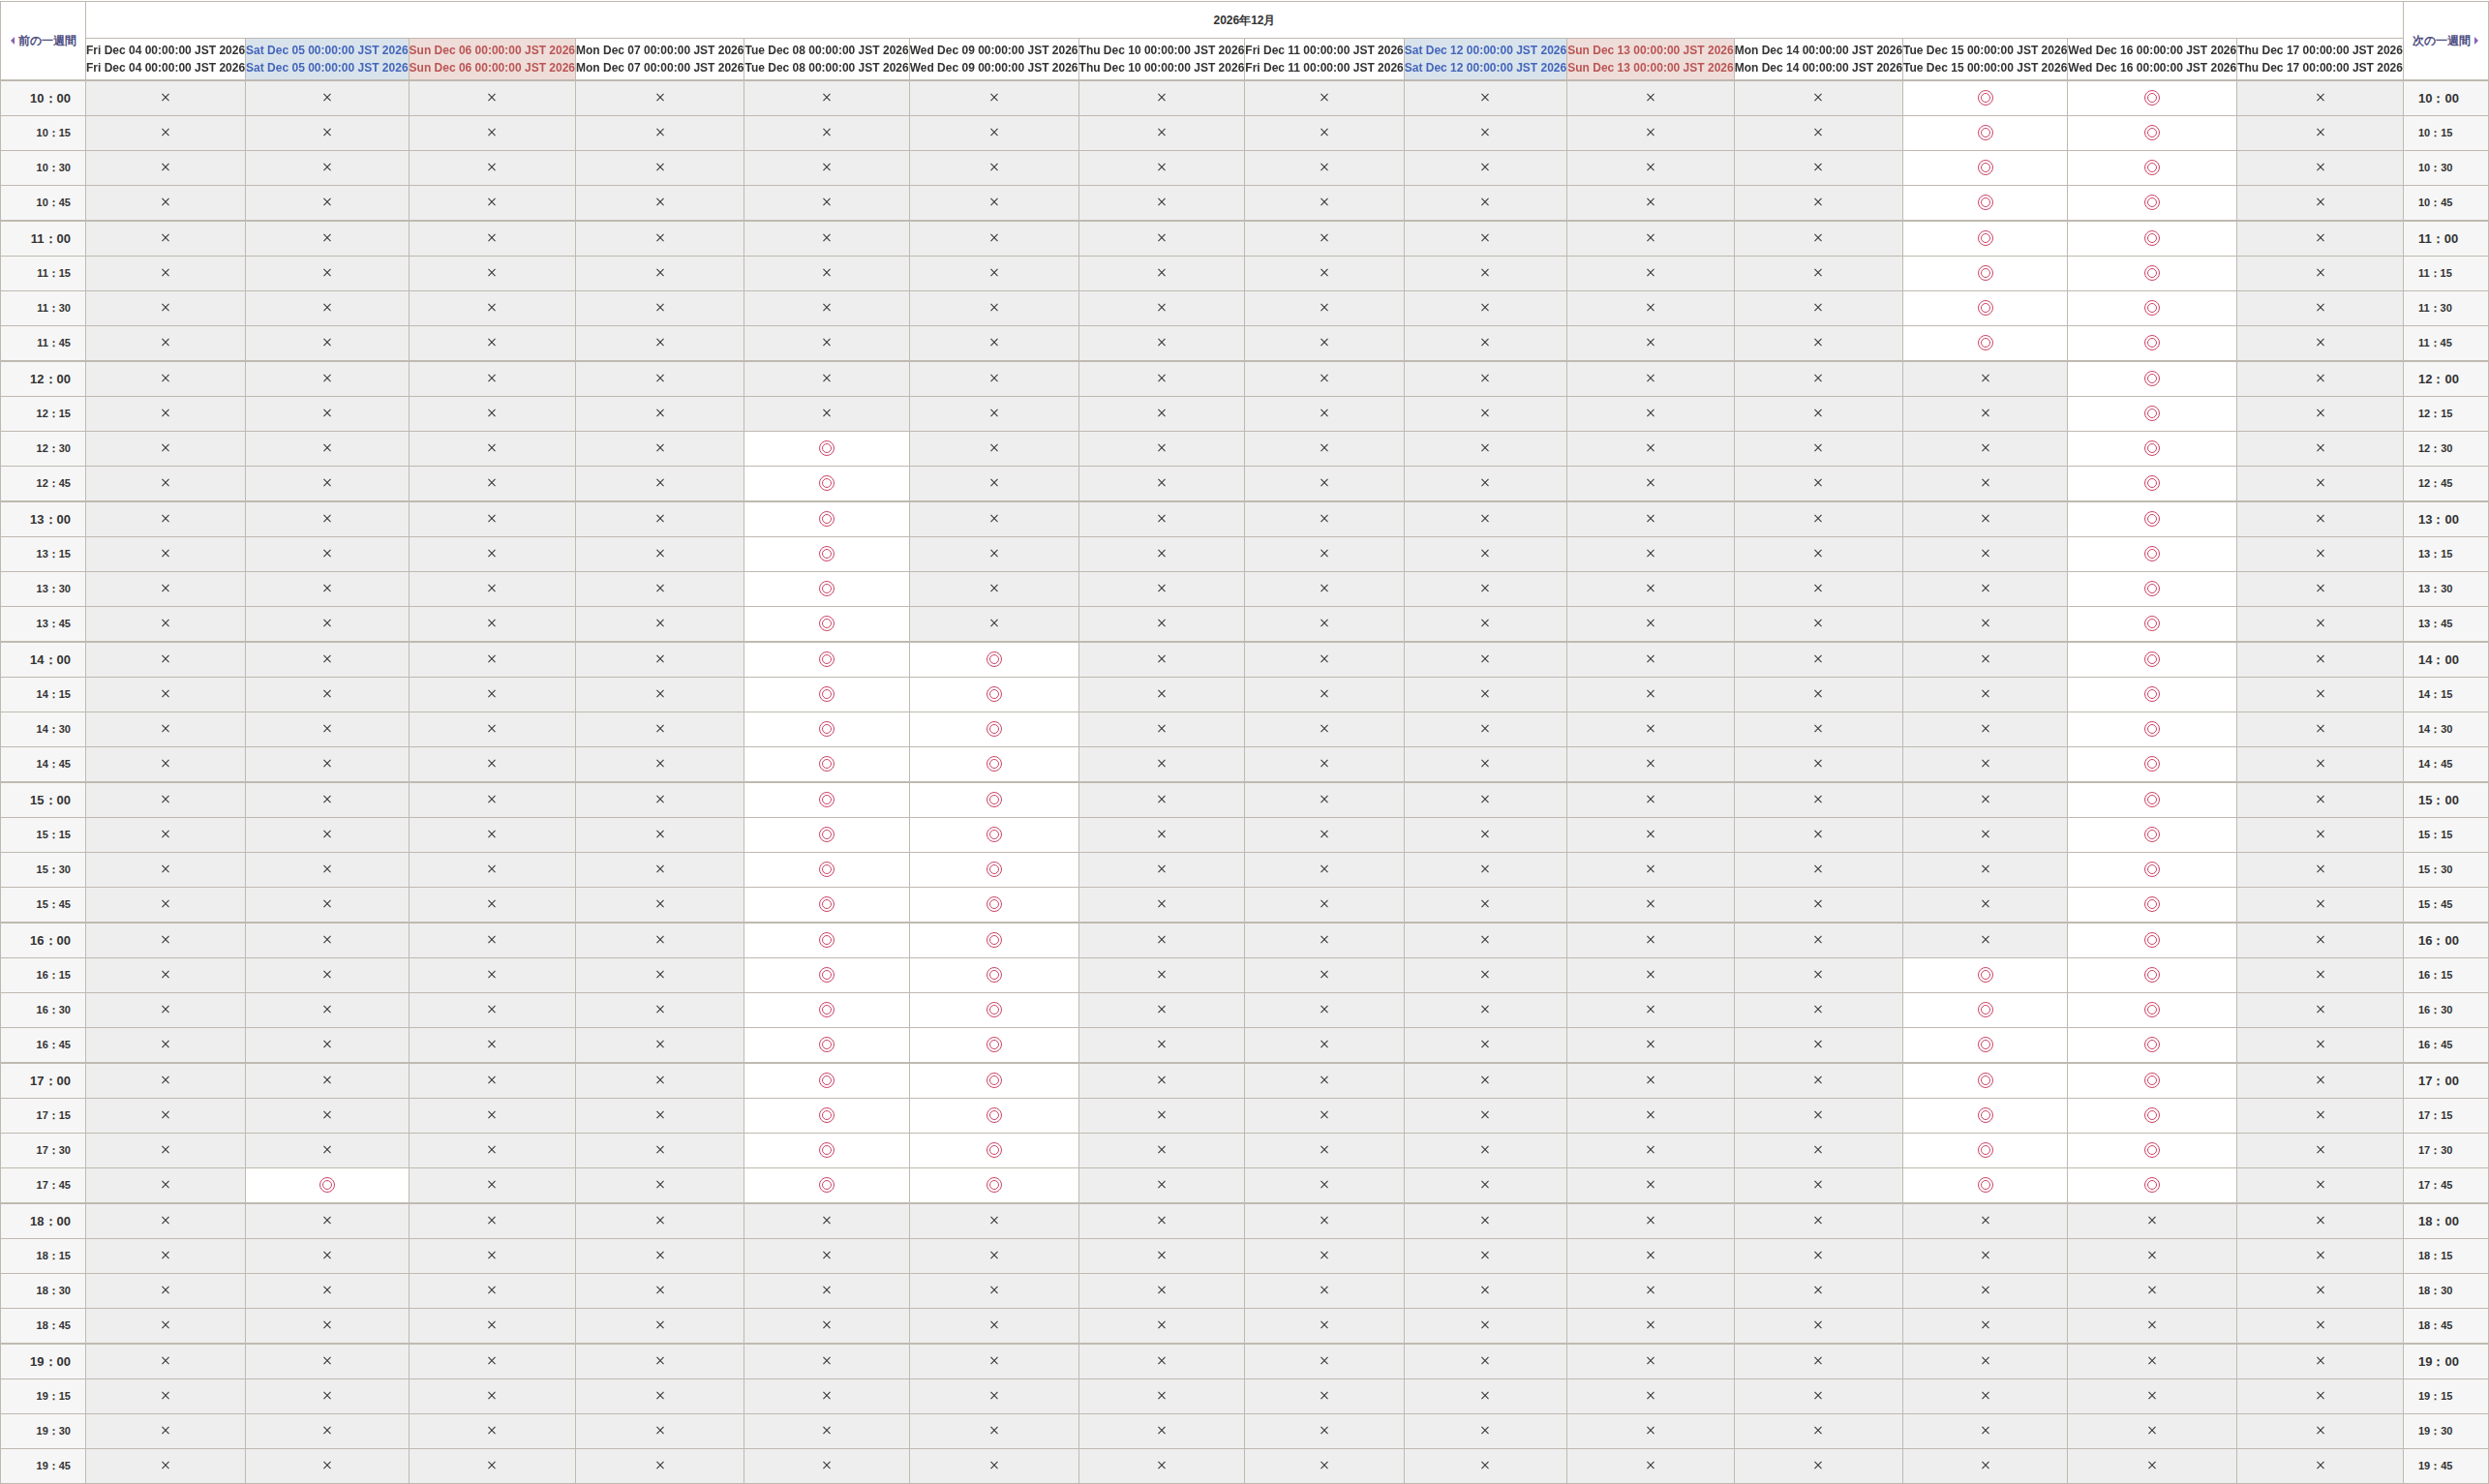 2026年12月
前の一週間
次の一週間
Fri Dec 04 00:00:00 JST 2026 Sat Dec 05 00:00:00 JST 2026 Sun Dec 06 00:00:00 JST 2026 Mon Dec 07 00:00:00 JST 2026 Tue Dec 08 00:00:00 JST 2026 Wed Dec 09 00:00:00 JST 2026 Thu Dec 10 00:00:00 JST 2026 Fri Dec 11 00:00:00 JST 2026 Sat Dec 12 00:00:00 JST 2026 Sun Dec 13 00:00:00 JST 2026 Mon Dec 14 00:00:00 JST 2026 Tue Dec 15 00:00:00 JST 2026 Wed Dec 16 00:00:00 JST 2026 Thu Dec 17 00:00:00 JST 2026
Fri Dec 04 00:00:00 JST 2026 Sat Dec 05 00:00:00 JST 2026 Sun Dec 06 00:00:00 JST 2026 Mon Dec 07 00:00:00 JST 2026 Tue Dec 08 00:00:00 JST 2026 Wed Dec 09 00:00:00 JST 2026 Thu Dec 10 00:00:00 JST 2026 Fri Dec 11 00:00:00 JST 2026 Sat Dec 12 00:00:00 JST 2026 Sun Dec 13 00:00:00 JST 2026 Mon Dec 14 00:00:00 JST 2026 Tue Dec 15 00:00:00 JST 2026 Wed Dec 16 00:00:00 JST 2026 Thu Dec 17 00:00:00 JST 2026
10：00 × × × × × × × × × × × ◎ ◎ × 10：00
10：15 × × × × × × × × × × × ◎ ◎ × 10：15
10：30 × × × × × × × × × × × ◎ ◎ × 10：30
10：45 × × × × × × × × × × × ◎ ◎ × 10：45
11：00 × × × × × × × × × × × ◎ ◎ × 11：00
11：15 × × × × × × × × × × × ◎ ◎ × 11：15
11：30 × × × × × × × × × × × ◎ ◎ × 11：30
11：45 × × × × × × × × × × × ◎ ◎ × 11：45
12：00 × × × × × × × × × × × × ◎ × 12：00
12：15 × × × × × × × × × × × × ◎ × 12：15
12：30 × × × × ◎ × × × × × × × ◎ × 12：30
12：45 × × × × ◎ × × × × × × × ◎ × 12：45
13：00 × × × × ◎ × × × × × × × ◎ × 13：00
13：15 × × × × ◎ × × × × × × × ◎ × 13：15
13：30 × × × × ◎ × × × × × × × ◎ × 13：30
13：45 × × × × ◎ × × × × × × × ◎ × 13：45
14：00 × × × × ◎ ◎ × × × × × × ◎ × 14：00
14：15 × × × × ◎ ◎ × × × × × × ◎ × 14：15
14：30 × × × × ◎ ◎ × × × × × × ◎ × 14：30
14：45 × × × × ◎ ◎ × × × × × × ◎ × 14：45
15：00 × × × × ◎ ◎ × × × × × × ◎ × 15：00
15：15 × × × × ◎ ◎ × × × × × × ◎ × 15：15
15：30 × × × × ◎ ◎ × × × × × × ◎ × 15：30
15：45 × × × × ◎ ◎ × × × × × × ◎ × 15：45
16：00 × × × × ◎ ◎ × × × × × × ◎ × 16：00
16：15 × × × × ◎ ◎ × × × × × ◎ ◎ × 16：15
16：30 × × × × ◎ ◎ × × × × × ◎ ◎ × 16：30
16：45 × × × × ◎ ◎ × × × × × ◎ ◎ × 16：45
17：00 × × × × ◎ ◎ × × × × × ◎ ◎ × 17：00
17：15 × × × × ◎ ◎ × × × × × ◎ ◎ × 17：15
17：30 × × × × ◎ ◎ × × × × × ◎ ◎ × 17：30
17：45 × ◎ × × ◎ ◎ × × × × × ◎ ◎ × 17：45
18：00 × × × × × × × × × × × × × × 18：00
18：15 × × × × × × × × × × × × × × 18：15
18：30 × × × × × × × × × × × × × × 18：30
18：45 × × × × × × × × × × × × × × 18：45
19：00 × × × × × × × × × × × × × × 19：00
19：15 × × × × × × × × × × × × × × 19：15
19：30 × × × × × × × × × × × × × × 19：30
19：45 × × × × × × × × × × × × × × 19：45